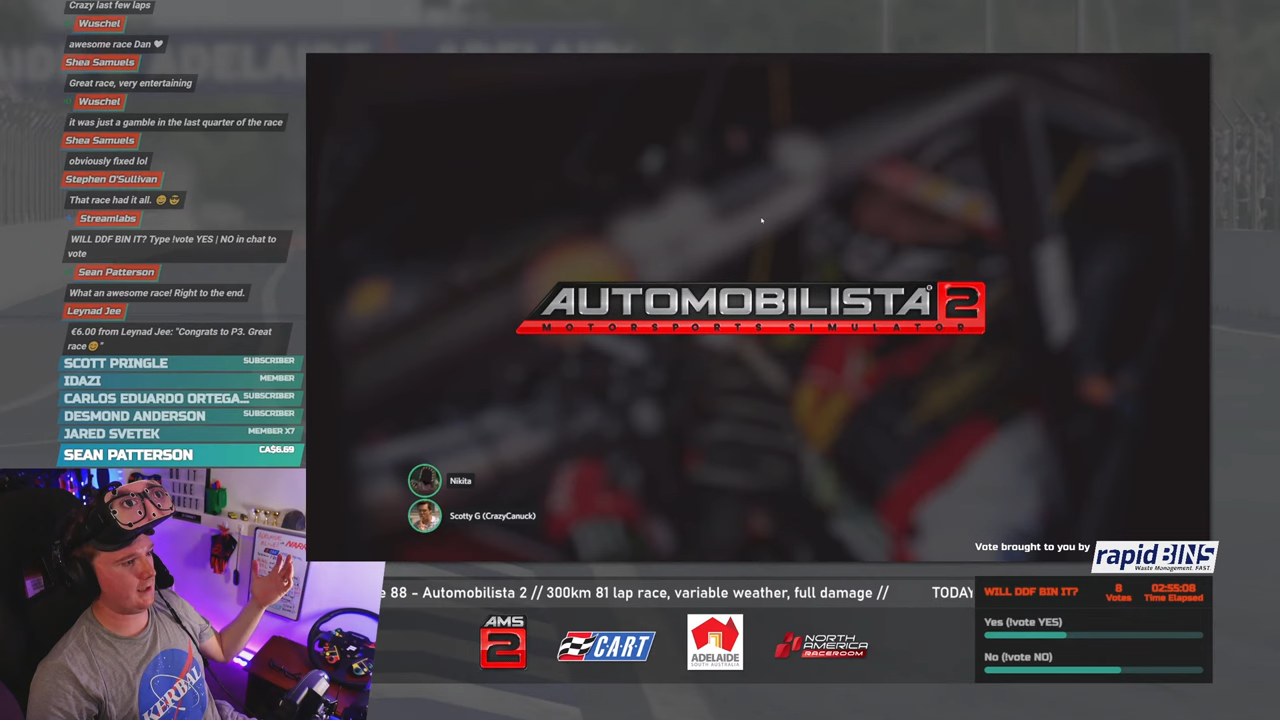 Crazy last few laps
Wuschel
awesome race Dan
Shea Samuels
Great race, very entertaining
Wuschel
it was just a gamble in the last quarter of the race
Shea Samuels
obviously fixed lol
Stephen O'Sullivan
That race had it all.
Streamlabs
WILL DDF BIN IT? Type !vote YES | NO in chat to
vote
Sean Patterson
What an awesome race! Right to the end.
Leynad Jee
€6.00 from Leynad Jee: "Congrats to P3. Great
race 😊"
SCOTT PRINGLE SUBSCRIBER
IDAZI MEMBER
CARLOS EDUARDO ORTEGA... SUBSCRIBER
DESMOND ANDERSON SUBSCRIBER
JARED SVETEK MEMBER X7
SEAN PATTERSON CA$6.69
AUTOMOBILISTA 2
MOTORSPORTS SIMULATOR
Nikita
Scotty G (CrazyCanuck)
Vote brought to you by
rapidBINS
Waste Management. FAST.
e 88 - Automobilista 2 // 300km 81 lap race, variable weather, full damage // TODAY
AMS
2
CART
ADELAIDE
SOUTH AUSTRALIA
NORTH
AMERICA
RACEROOM
WILL DDF BIN IT?
8
Votes
02:55:08
Time Elapsed
Yes (!vote YES)
No (!vote NO)
KERBAL